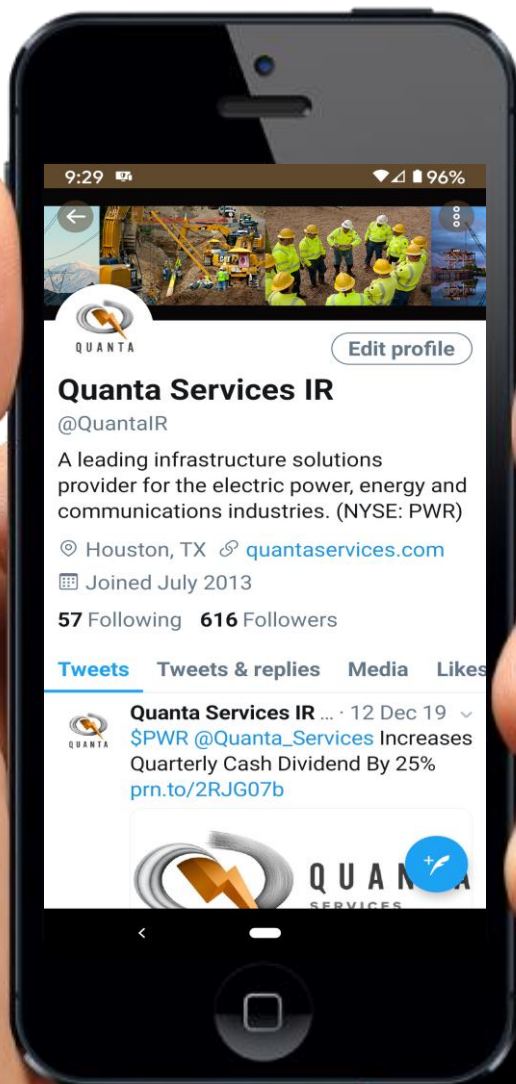 9:29 96%
QUANTA
Edit profile
Quanta Services IR
@QuantaIR
A leading infrastructure solutions
provider for the electric power, energy and
communications industries. (NYSE: PWR)
Houston, TX quantaservices.com
Joined July 2013
57 Following 616 Followers
Tweets Tweets & replies Media Likes
Quanta Services IR ... · 12 Dec 19
QUANTA
$PWR @Quanta_Services Increases
Quarterly Cash Dividend By 25%
prn.to/2RJG07b
QUANTA
SERVICES